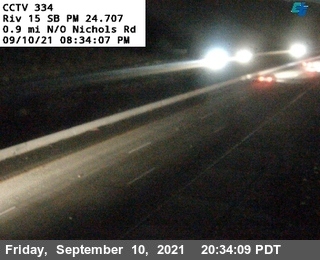 CCTV 334
Riv 15 SB PM 24.707
0.9 mi N/O Nichols Rd
09/10/21 08:34:07 PM
Friday, September 10, 2021 20:34:09 PDT